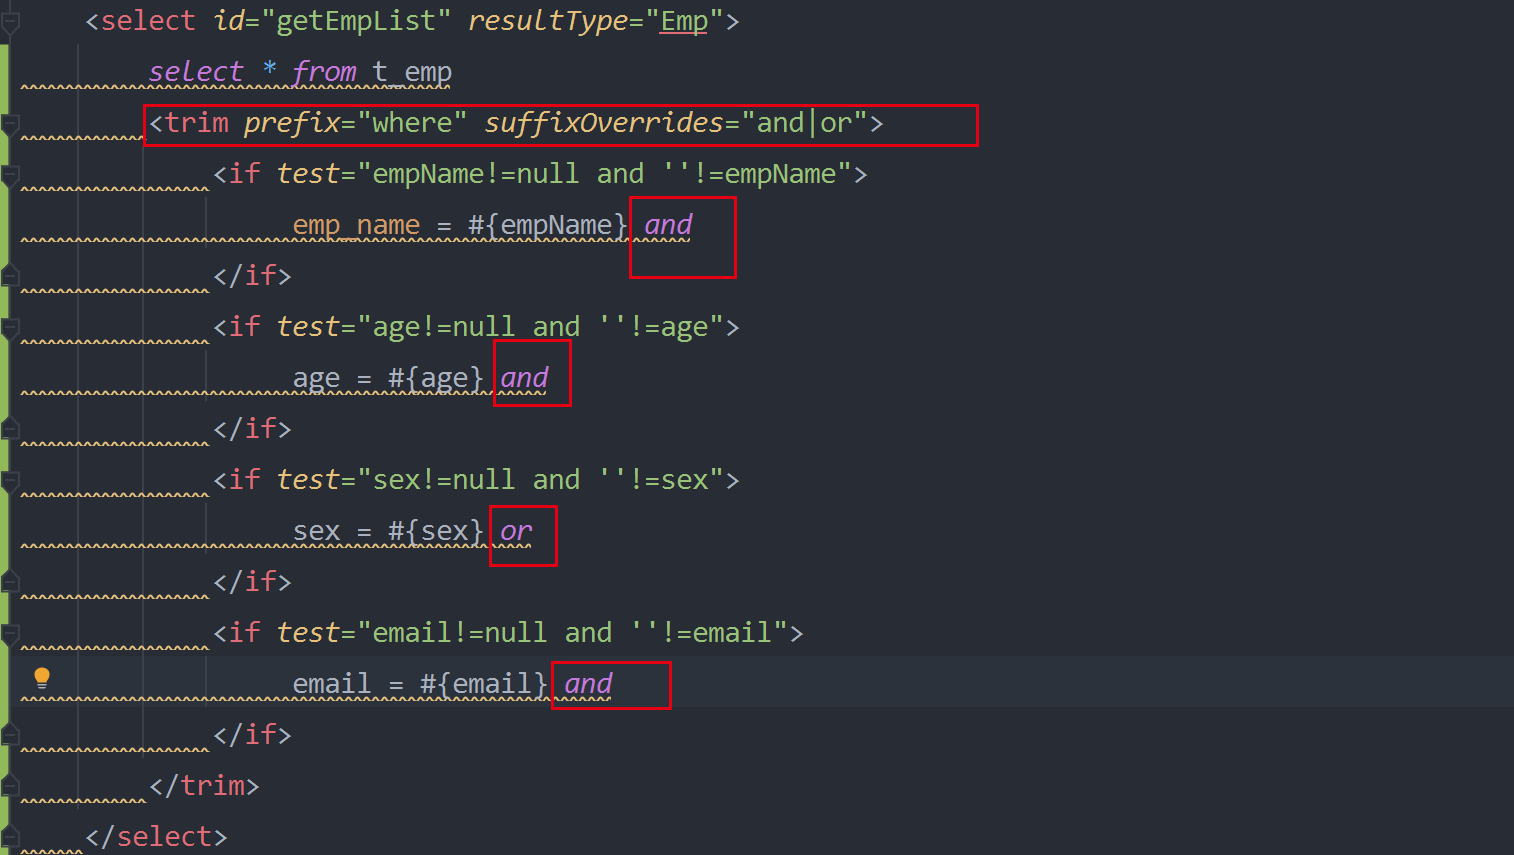 <select id="getEmpList" resultType="Emp">
select * from t_emp
<trim prefix="where" suffixOverrides="and|or">
<if test="empName!=null and ''!=empName">
emp_name = #{empName} and
</if>
<if test="age!=null and ''!=age">
age = #{age} and
</if>
<if test="sex!=null and ''!=sex">
sex = #{sex} or
</if>
<if test="email!=null and ''!=email">
email = #{email} and
</if>
</trim>
</select>